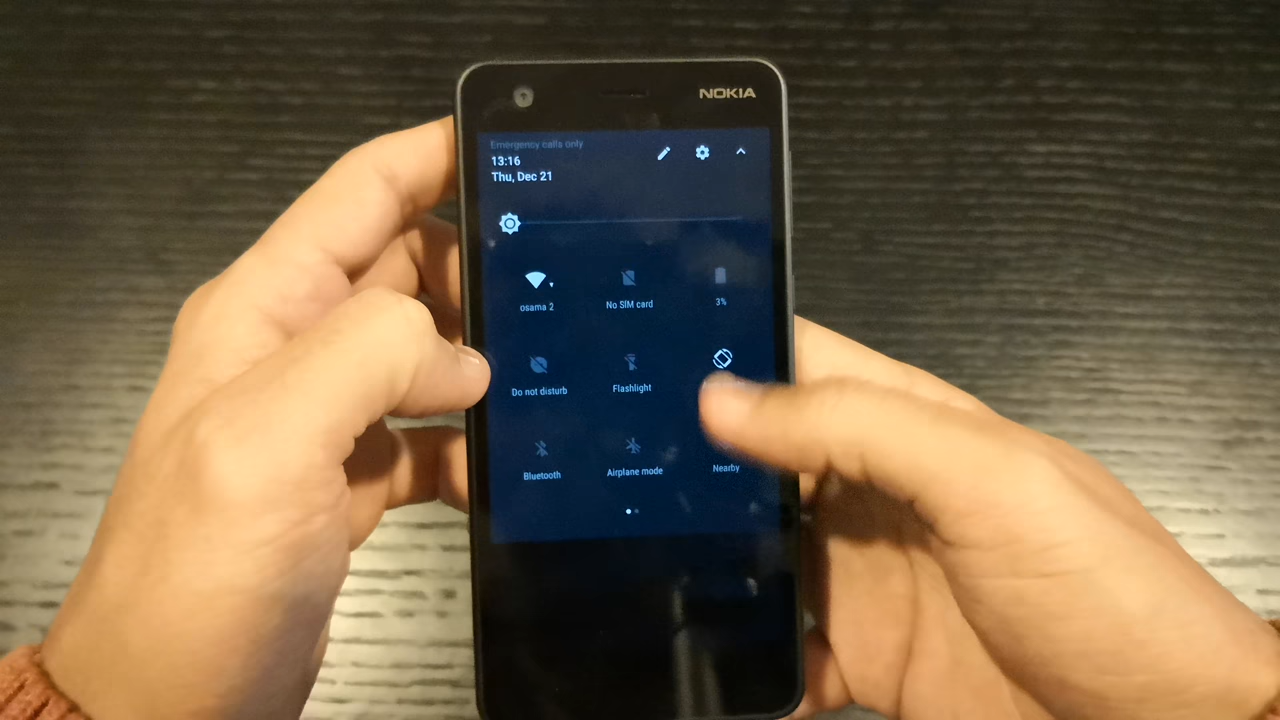 NOKIA
Emergency calls only
13:16
Thu, Dec 21
osama 2
No SIM card
3%
Do not disturb
Flashlight
Bluetooth
Airplane mode
Nearby